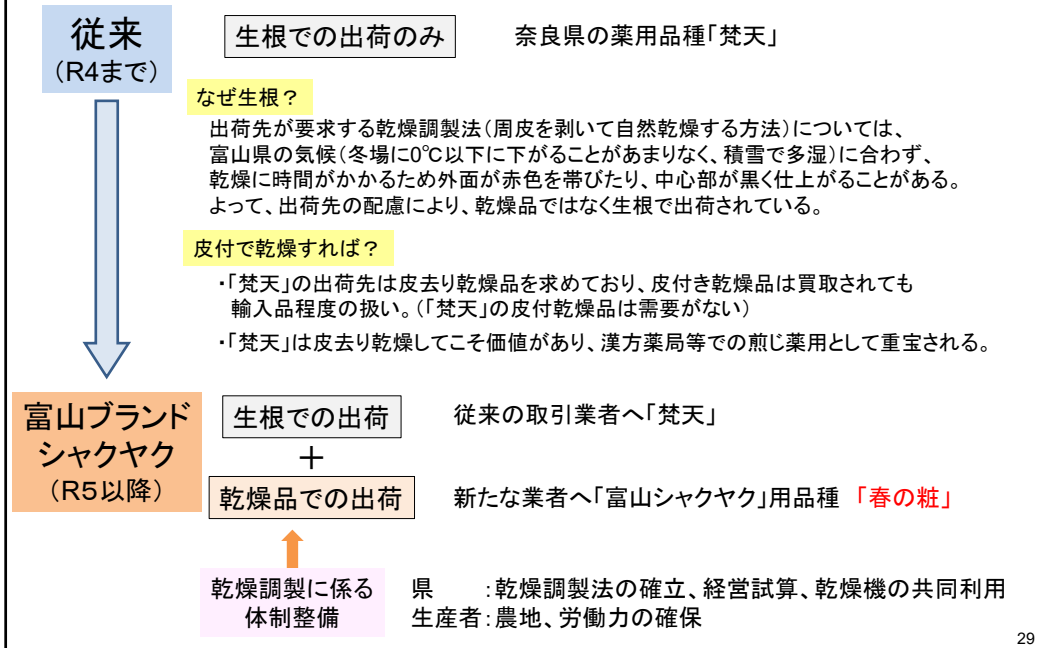 従来
(R4まで)
生根での出荷のみ
奈良県の薬用品種「梵天」
なぜ生根？
出荷先が要求する乾燥調製法(周皮を剥いて自然乾燥する方法)については、
富山県の気候(冬場に0℃以下に下がることがあまりなく、積雪で多湿)に合わず、
乾燥に時間がかかるため外面が赤色を帯びたり、中心部が黒く仕上がることがある。
よって、出荷先の配慮により、乾燥品ではなく生根で出荷されている。
皮付で乾燥すれば？
・「梵天」の出荷先は皮去り乾燥品を求めており、皮付き乾燥品は買取されても
輸入品程度の扱い。(「梵天」の皮付乾燥品は需要がない)
・「梵天」は皮去り乾燥してこそ価値があり、漢方薬局等での煎じ薬用として重宝される。
富山ブランド
シャクヤク
(R5以降)
生根での出荷
従来の取引業者へ「梵天」
＋
乾燥品での出荷
新たな業者へ「富山シャクヤク」用品種 「春の粧」
乾燥調製に係る
体制整備
県 :乾燥調製法の確立、経営試算、乾燥機の共同利用
生産者:農地、労働力の確保
29